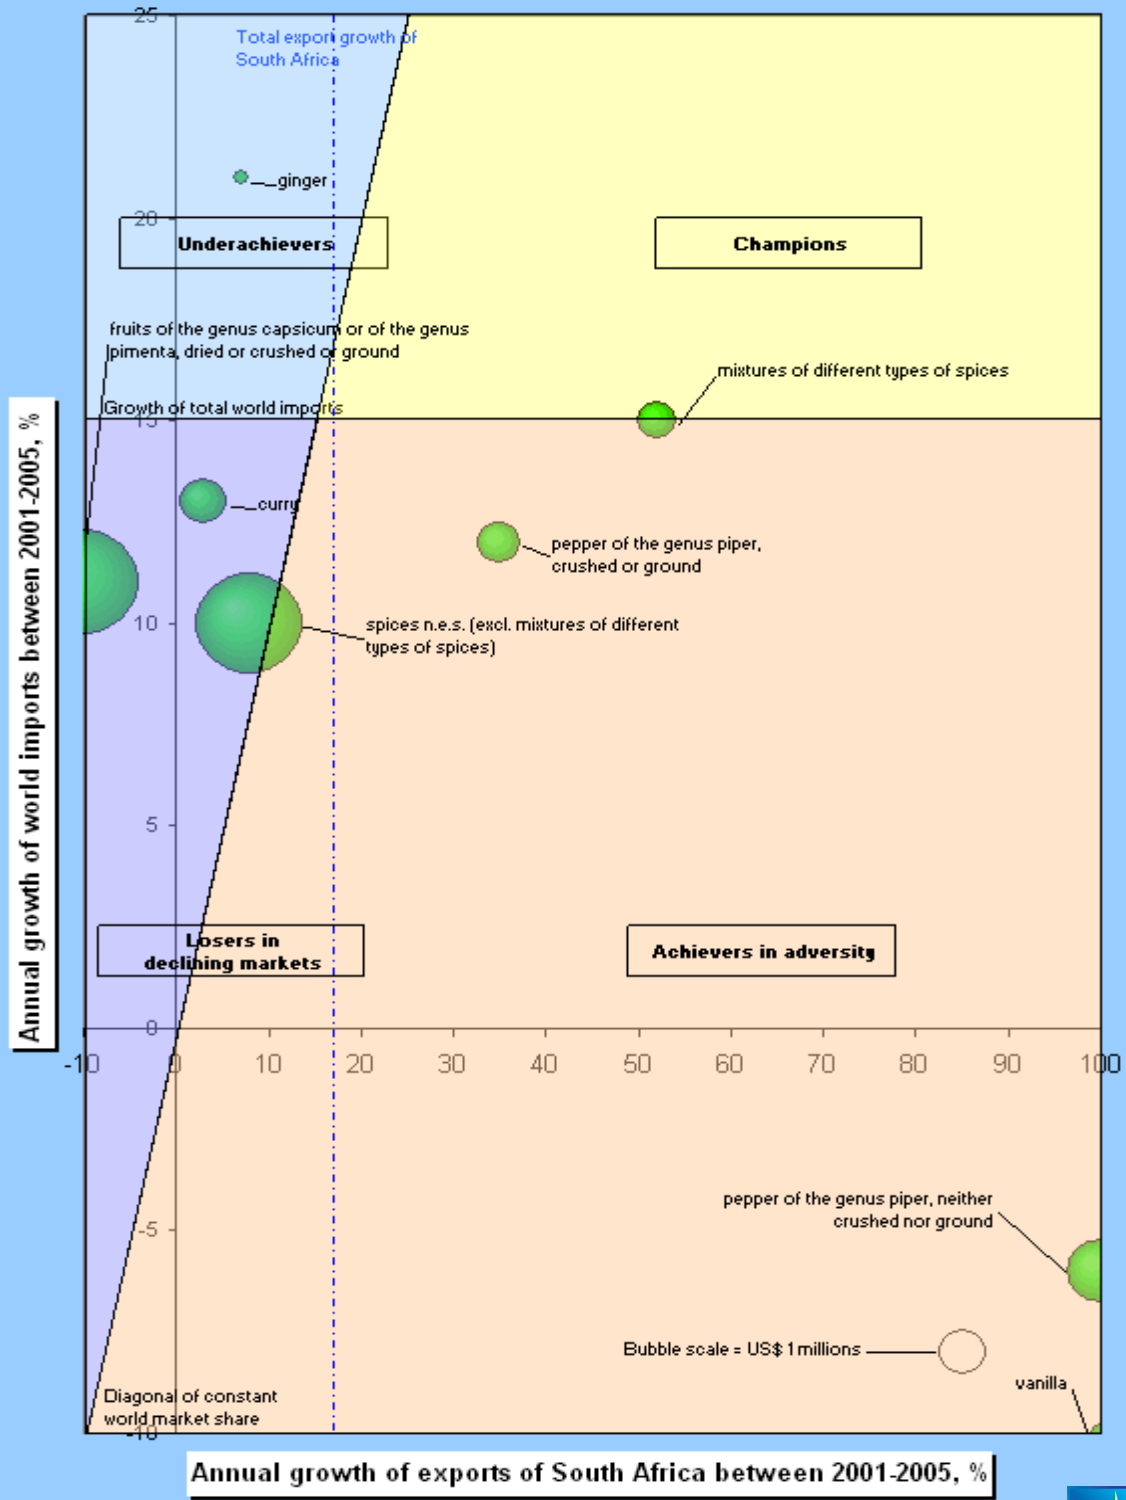 25
Total export growth of
South Africa
ginger
20
Underachievers
Champions
fruits of the genus capsicum or of the genus
pimenta, dried or crushed or ground
mixtures of different types of spices
Growth of total world imports
15
curry
pepper of the genus piper,
crushed or ground
10
spices n.e.s. (excl. mixtures of different
types of spices)
5
Losers in
declining markets
Achievers in adversity
0
-10 0 10 20 30 40 50 60 70 80 90 100
pepper of the genus piper, neither
crushed nor ground
-5
Bubble scale = US$ 1 millions
vanilla
Diagonal of constant
world market share
-10
Annual growth of world imports between 2001-2005, %
Annual growth of exports of South Africa between 2001-2005, %